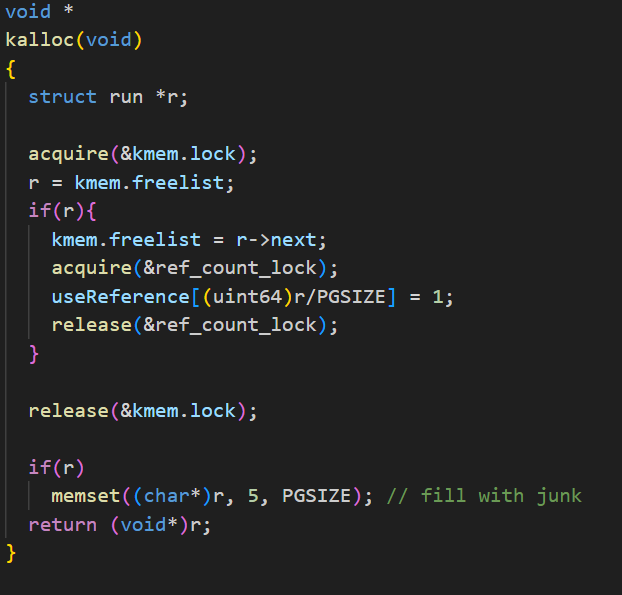 void *
kalloc(void)
{
  struct run *r;

  acquire(&kmem.lock);
  r = kmem.freelist;
  if(r){
    kmem.freelist = r->next;
    acquire(&ref_count_lock);
    useReference[(uint64)r/PGSIZE] = 1;
    release(&ref_count_lock);
  }

  release(&kmem.lock);

  if(r)
    memset((char*)r, 5, PGSIZE); // fill with junk
  return (void*)r;
}